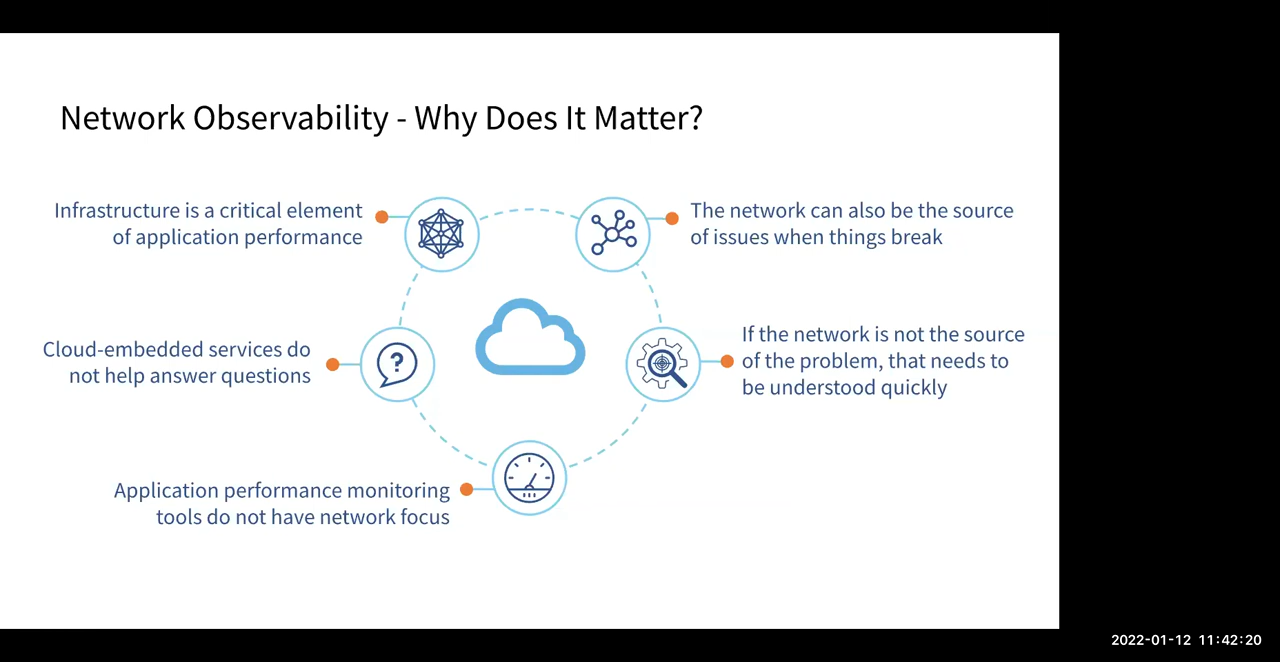 Network Observability - Why Does It Matter?
Infrastructure is a critical element
of application performance
The network can also be the source
of issues when things break
Cloud-embedded services do
not help answer questions
?
If the network is not the source
of the problem, that needs to
be understood quickly
Application performance monitoring
tools do not have network focus
2022-01-12 11:42:20